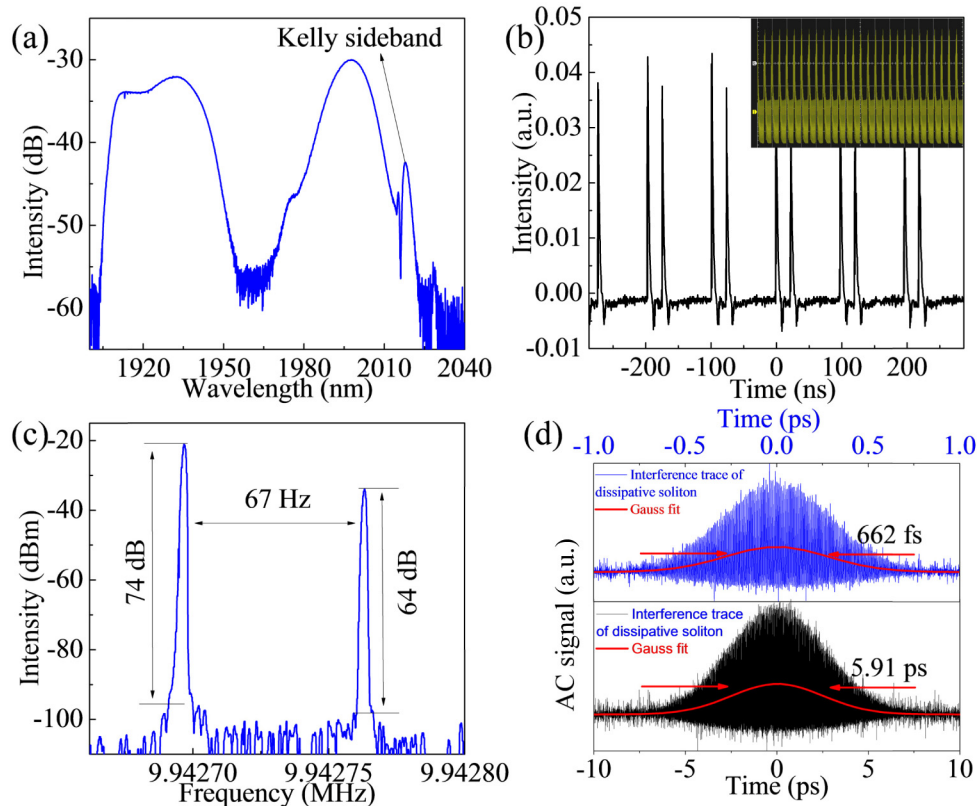 (a)
Kelly sideband
Intensity (dB)
-30
-40
-50
-60
1920
1950
1980
2010
2040
Wavelength (nm)
(b)
Intensity (a.u.)
0.05
0.04
0.03
0.02
0.01
0.00
-0.01
-200
-100
0
100
200
Time (ns)
(c)
Intensity (dBm)
-20
-40
-60
-80
-100
74 dB
67 Hz
64 dB
9.94270
9.94275
9.94280
Frequency (MHz)
(d)
Time (ps)
-1.0
-0.5
0.0
0.5
1.0
Interference trace of
dissipative soliton
Gauss fit
662 fs
AC signal (a.u.)
Interference trace
of dissipative soliton
Gauss fit
5.91 ps
-10
-5
0
5
10
Time (ps)